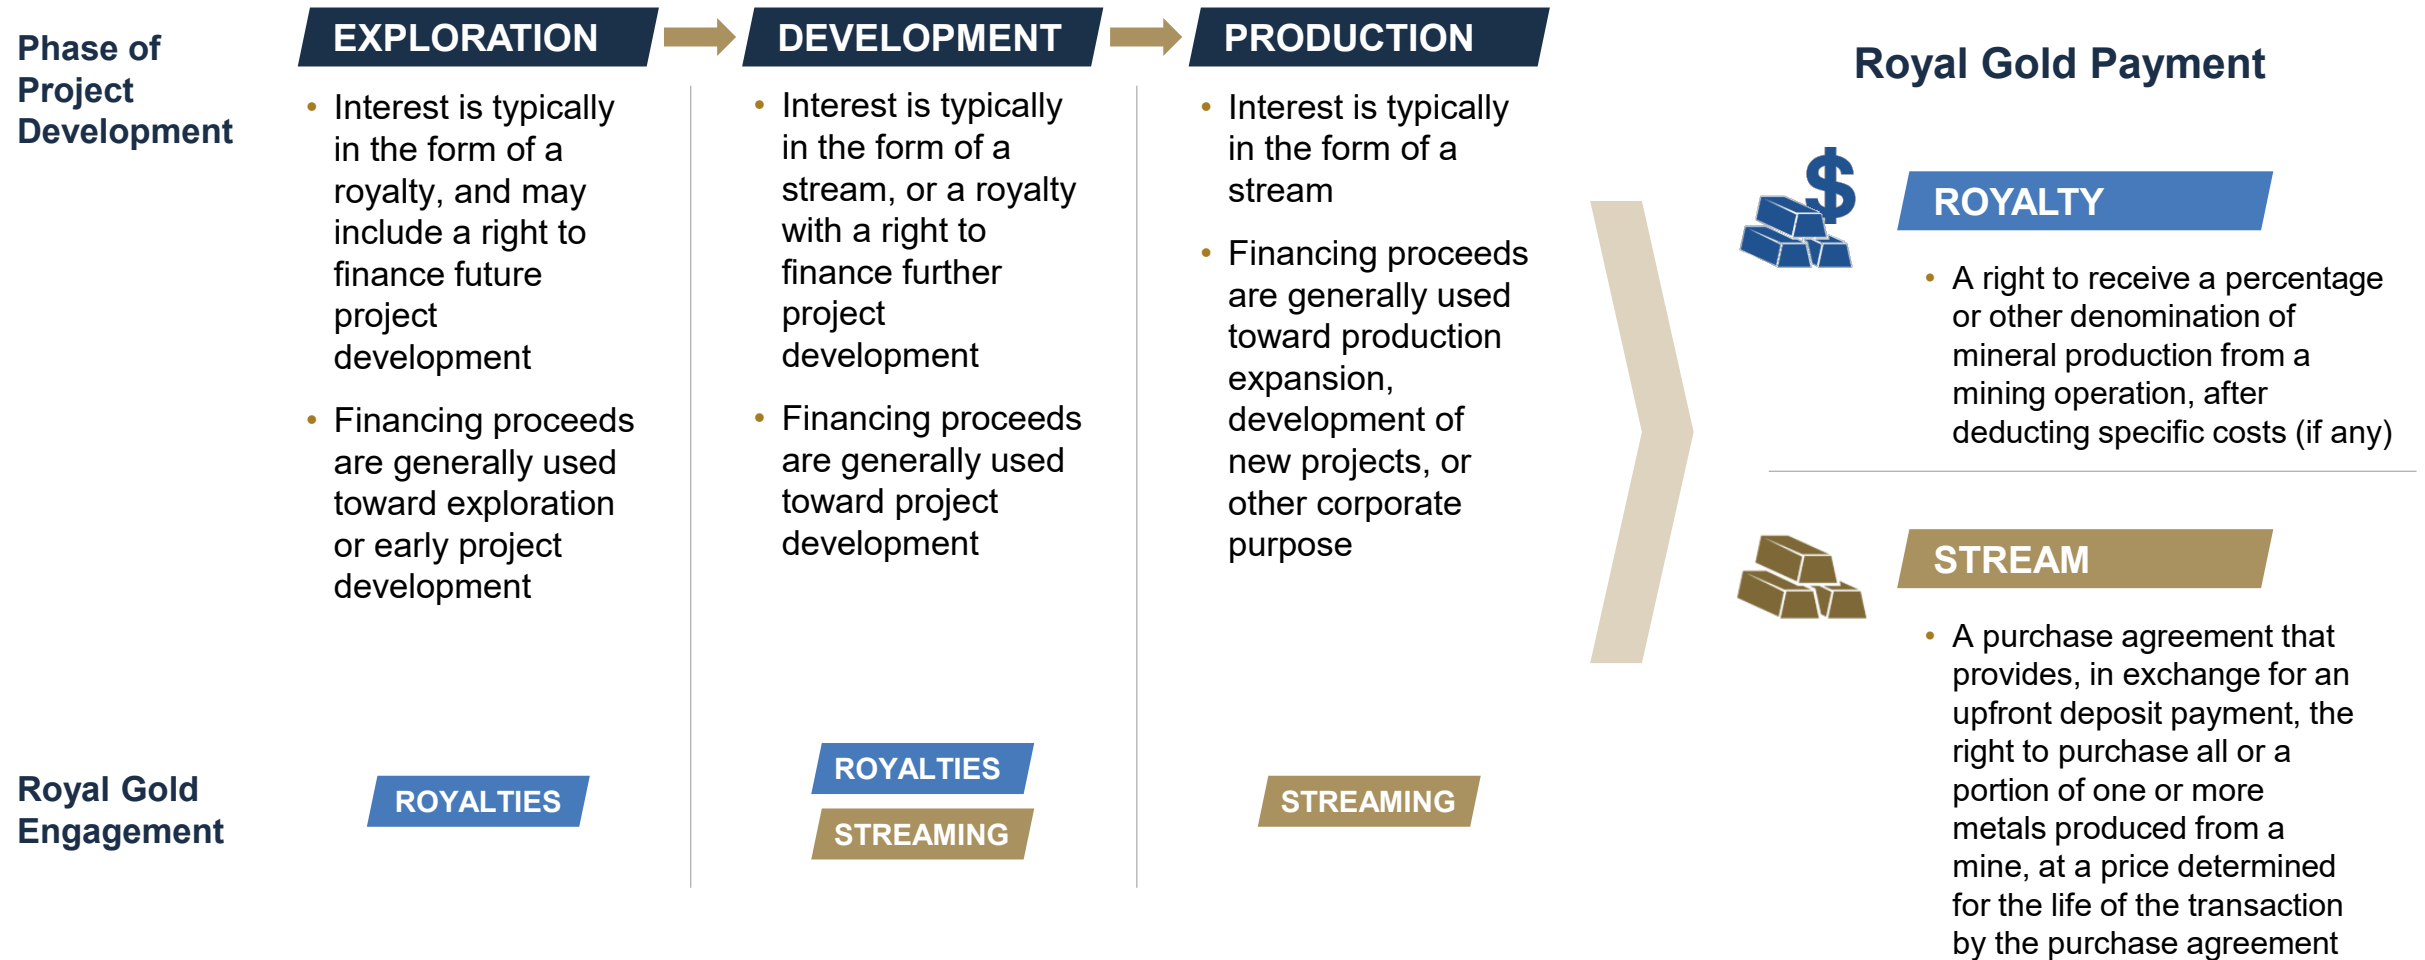 Phase of
Project
Development
EXPLORATION
• Interest is typically
in the form of a
royalty, and may
include a right to
finance future
project
development
• Financing proceeds
are generally used
toward exploration
or early project
development
DEVELOPMENT
• Interest is typically
in the form of a
stream, or a royalty
with a right to
finance further
project
development
• Financing proceeds
are generally used
toward project
development
PRODUCTION
• Interest is typically
in the form of a
stream
• Financing proceeds
are generally used
toward production
expansion,
development of
new projects, or
other corporate
purpose
Royal Gold
Engagement
ROYALTIES
ROYALTIES
STREAMING
STREAMING
Royal Gold Payment
$
ROYALTY
• A right to receive a percentage
or other denomination of
mineral production from a
mining operation, after
deducting specific costs (if any)
STREAM
• A purchase agreement that
provides, in exchange for an
upfront deposit payment, the
right to purchase all or a
portion of one or more
metals produced from a
mine, at a price determined
for the life of the transaction
by the purchase agreement